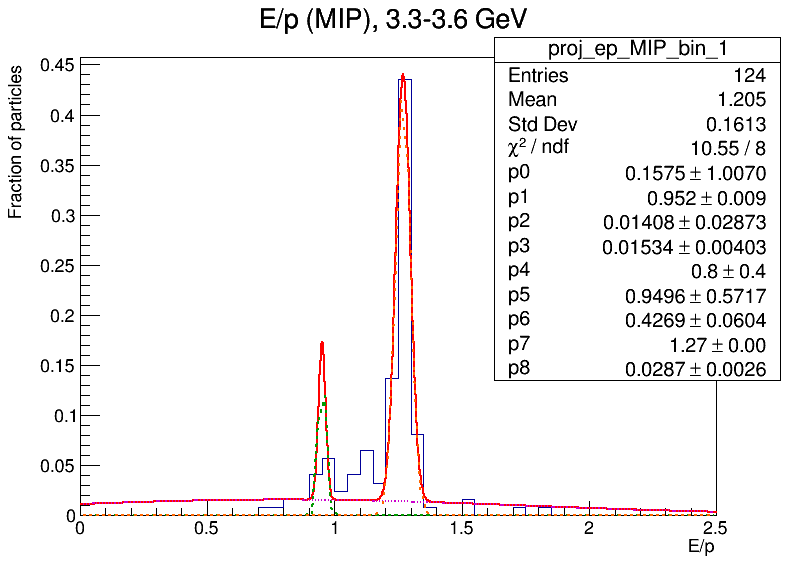 E/p (MIP), 3.3-3.6 GeV
proj_ep_MIP_bin_1
Entries 124
Mean 1.205
Std Dev 0.1613
χ² / ndf 10.55 / 8
p0 0.1575 ± 1.0070
p1 0.952 ± 0.009
p2 0.01408 ± 0.02873
p3 0.01534 ± 0.00403
p4 0.8 ± 0.4
p5 0.9496 ± 0.5717
p6 0.4269 ± 0.0604
p7 1.27 ± 0.00
p8 0.0287 ± 0.0026
Fraction of particles
0.45
0.4
0.35
0.3
0.25
0.2
0.15
0.1
0.05
0
0 0.5 1 1.5 2 2.5
E/p